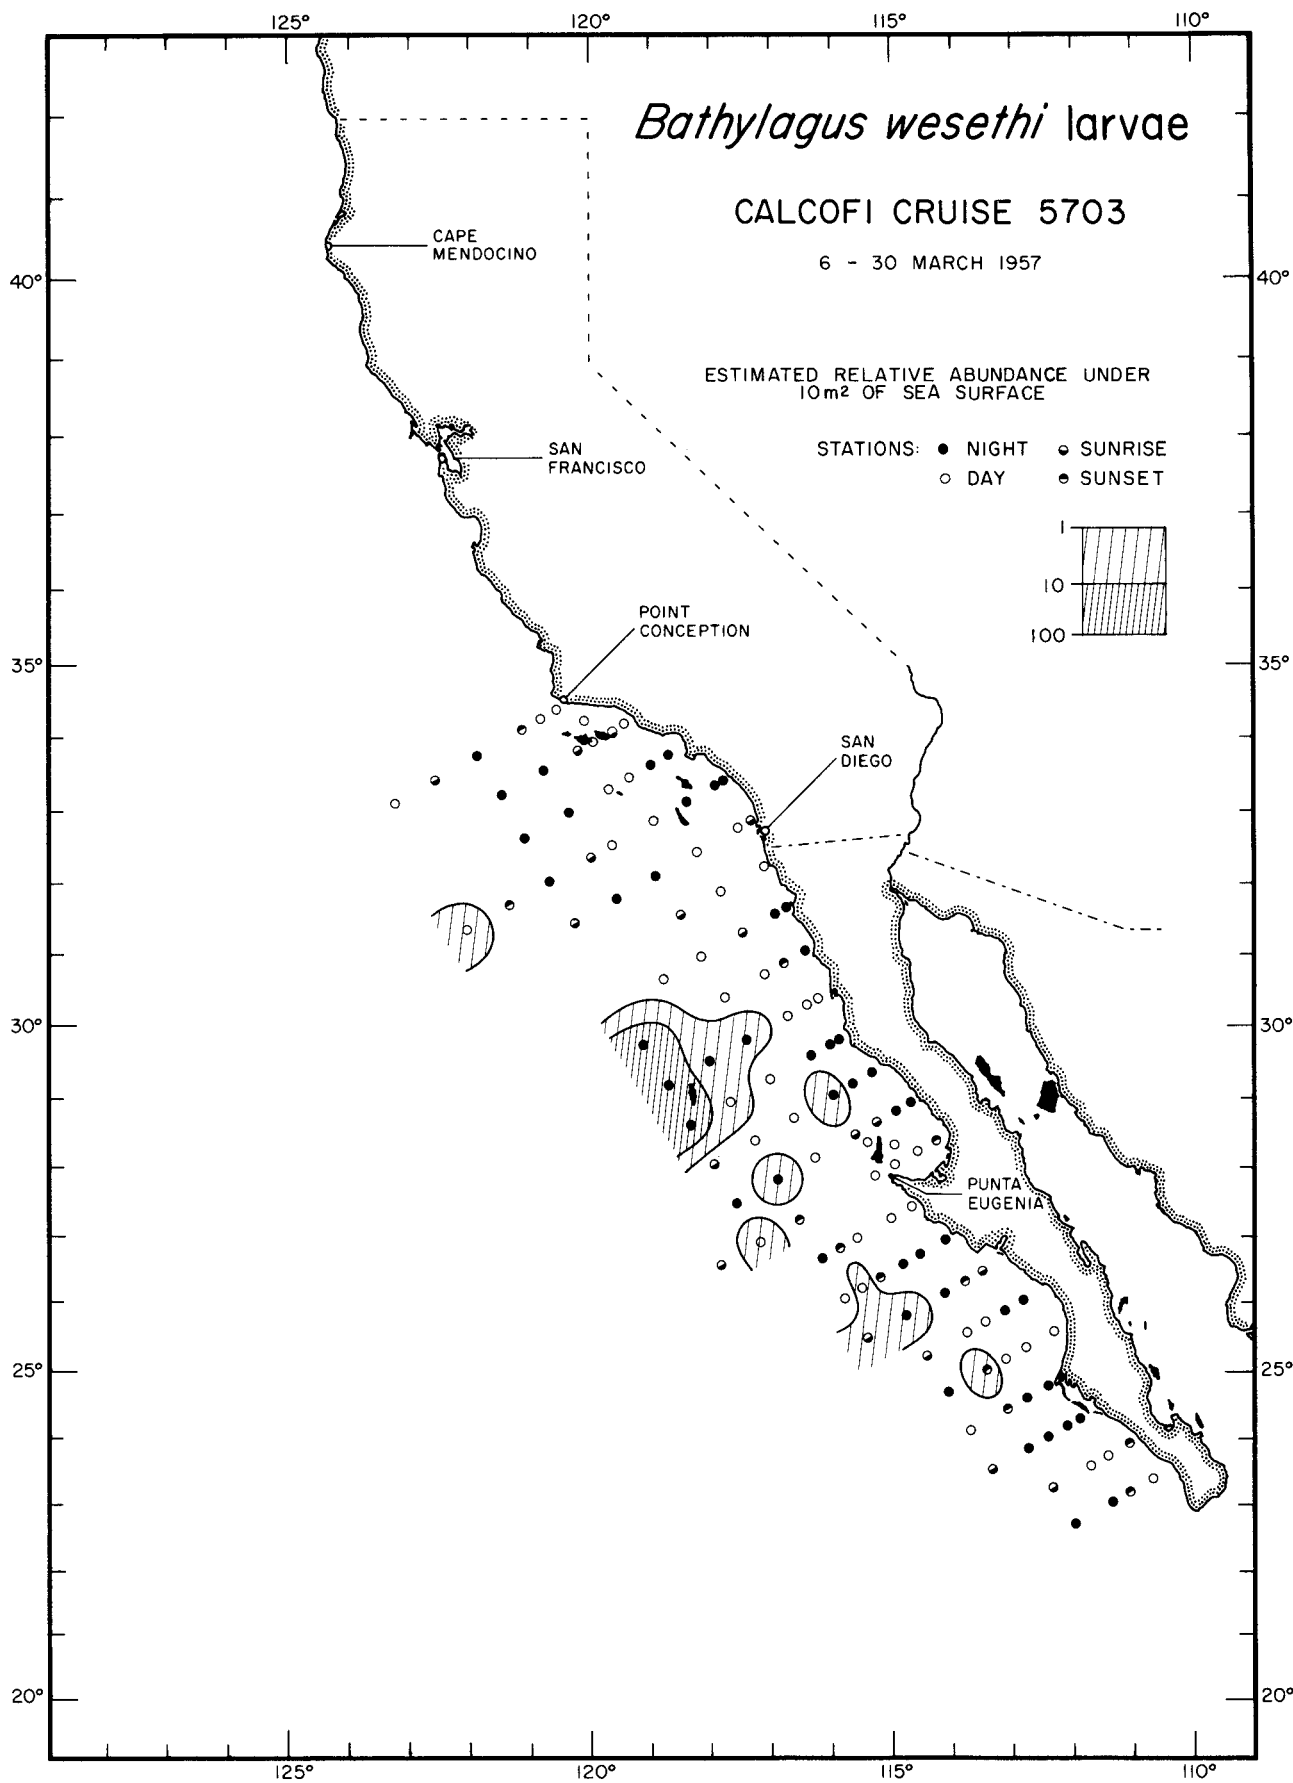 125° 120° 115° 110°
Bathylagus wesethi larvae
CALCOFI CRUISE 5703
6 - 30 MARCH 1957
CAPE
MENDOCINO
40° 40°
ESTIMATED RELATIVE ABUNDANCE UNDER
10m2 OF SEA SURFACE
STATIONS: NIGHT SUNRISE
DAY SUNSET
SAN
FRANCISCO
1
10
100
POINT
CONCEPTION
35° 35°
SAN
DIEGO
30° 30°
PUNTA
EUGENIA
25° 25°
20° 20°
125° 120° 115° 110°